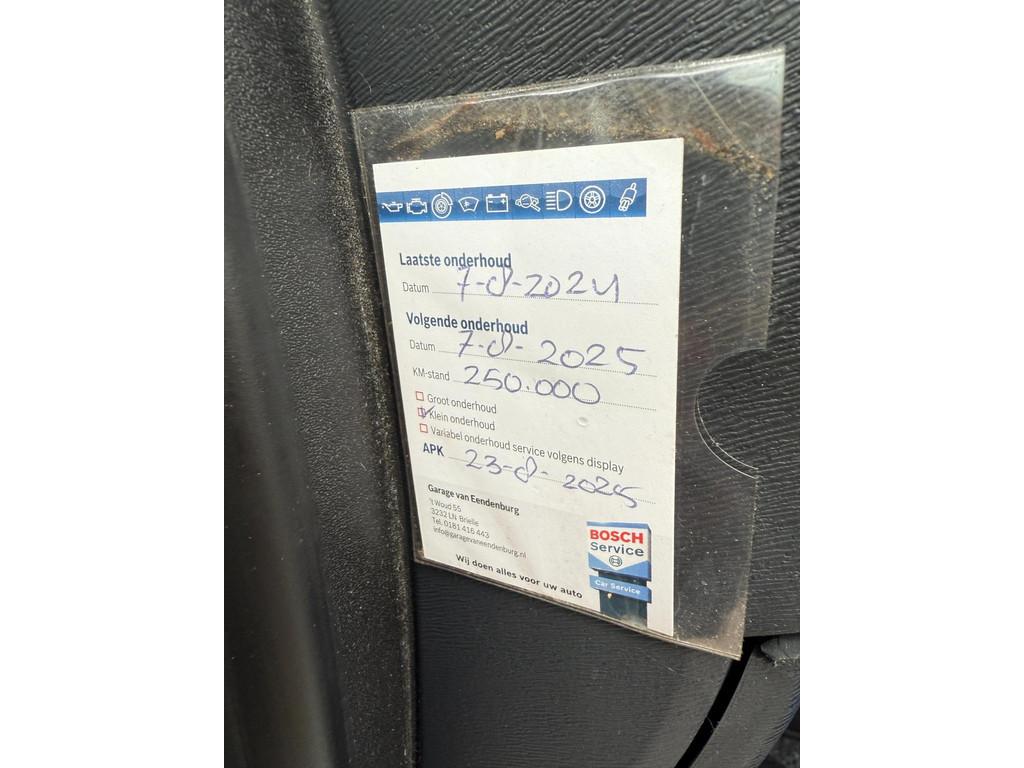 Laatste onderhoud
Datum 7-8-2024
Volgende onderhoud
Datum 7-8-2025
KM-stand 250.000
Groot onderhoud
Klein onderhoud
Variabel onderhoud service volgens display
APK 23-8-2025
Garage van Eendenburg
't Woud 55
3232 LN Brielle
Tel. 0181 416 443
info@garagevaneendenburg.nl
Wij doen alles voor uw auto
BOSCH
Service
Car Service